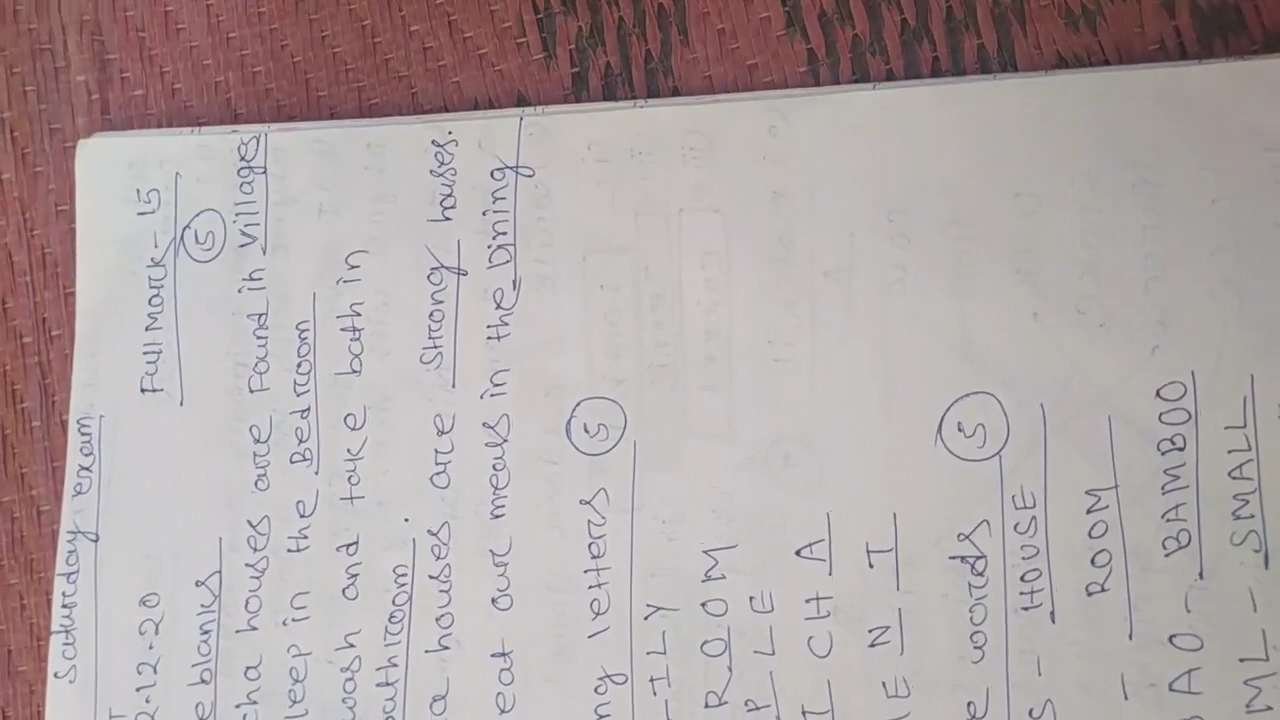 Saturday exam
2.12.20 Full Mark - 15
e blanks 5
cha houses are Found in villages
leep in the Bedroom
wash and take bath in
bathroom.
a houses are Strong houses.
eat our meals in the Dining
ng letters 5
- I L Y
R O O M
P L E
I C H A
E N T
e words 5
S - HOUSE
- ROOM
A O - BAMBOO
M L - SMALL